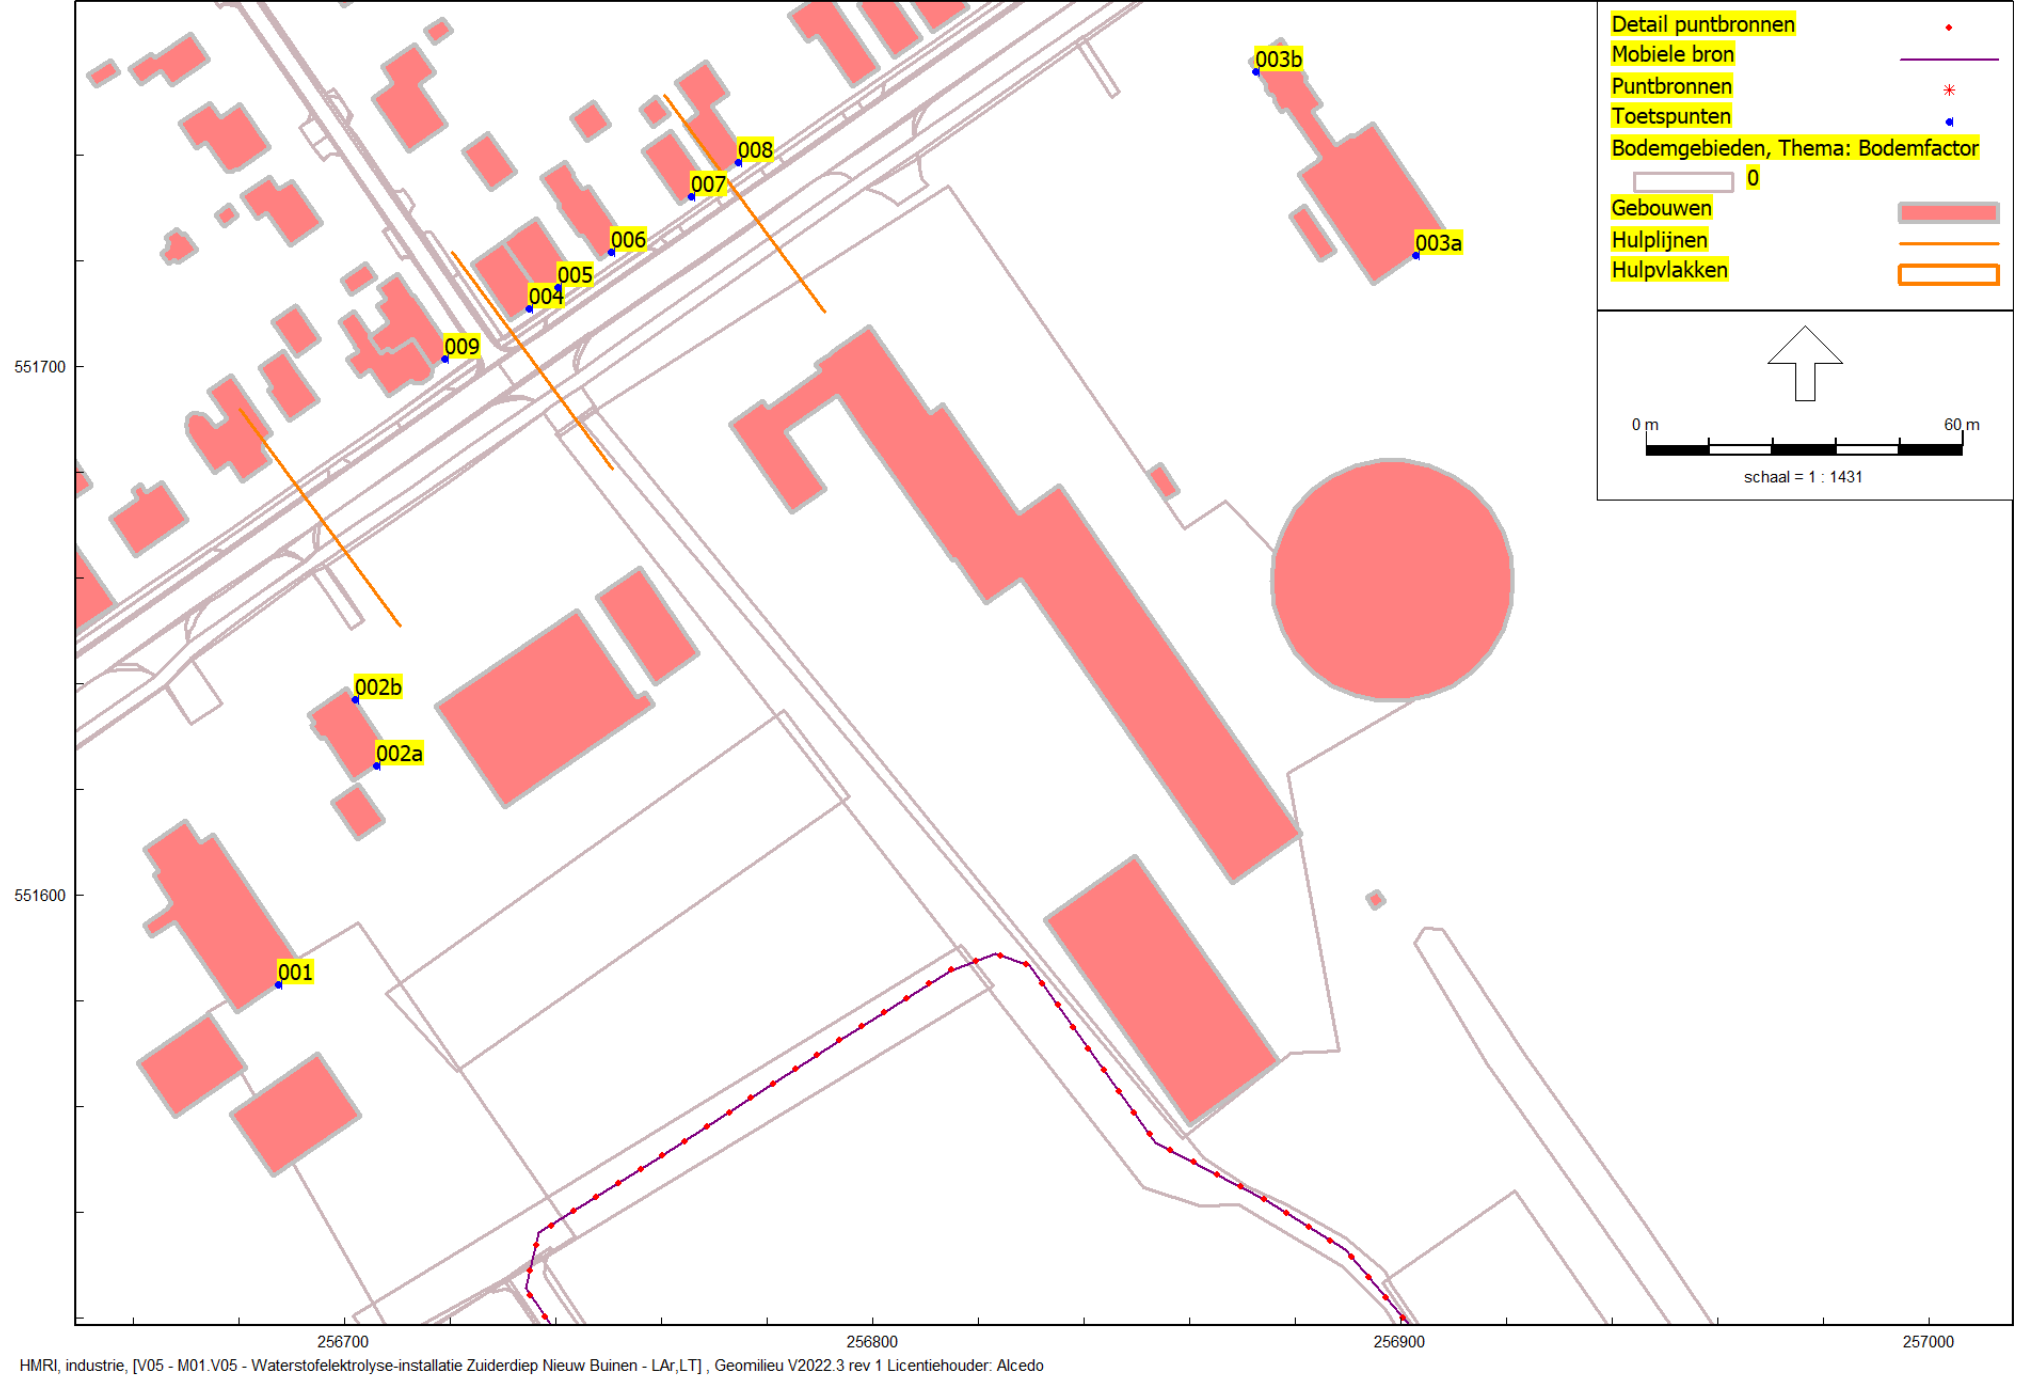 Detail puntbronnen
Mobiele bron
Puntbronnen
Toetspunten
Bodemgebieden, Thema: Bodemfactor
0
Gebouwen
Hulplijnen
Hulpvlakken
0 m 60 m
schaal = 1 : 1431
003b
008
007
003a
006
005
004
009
551700
002b
002a
551600
001
256700 256800 256900 257000
HMRI, industrie, [V05 - M01.V05 - Waterstofelektrolyse-installatie Zuiderdiep Nieuw Buinen - LAr,LT] , Geomilieu V2022.3 rev 1 Licentiehouder: Alcedo